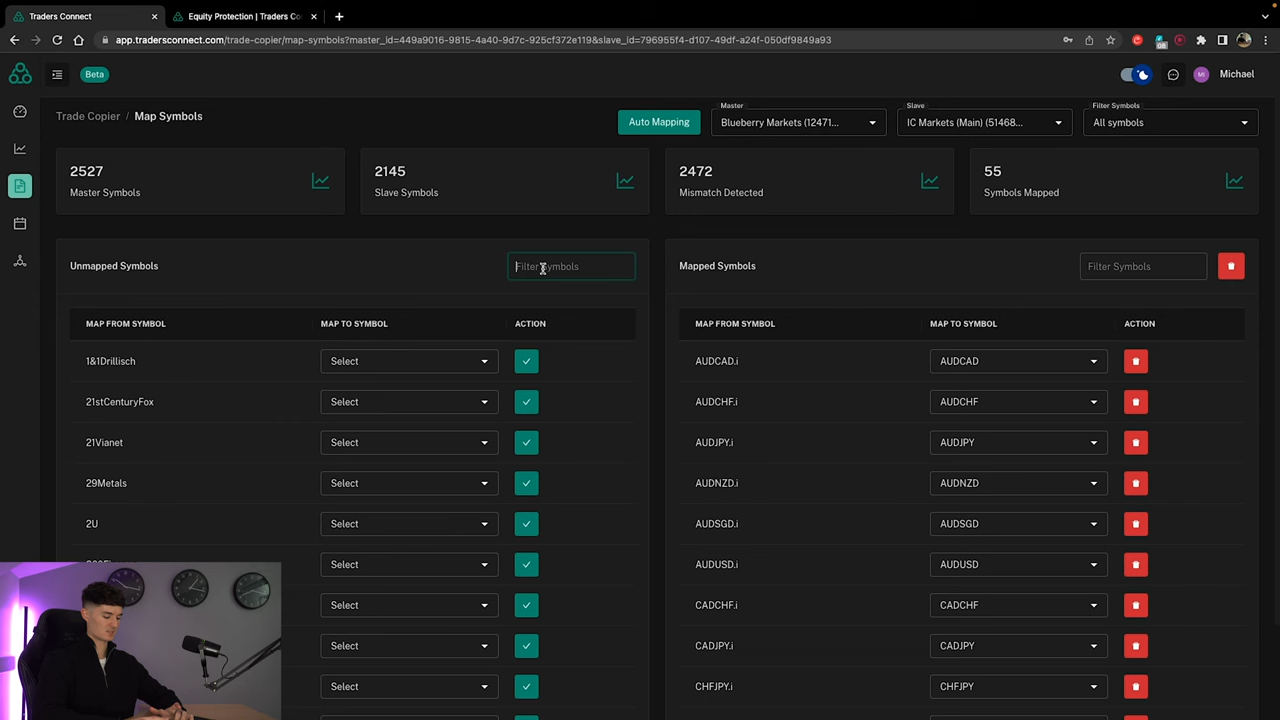 Traders Connect
Equity Protection | Traders Co
app.tradersconnect.com/trade-copier/map-symbols?master_id=449a9016-9815-4a40-9d7c-925cf372e119&slave_id=796955f4-d107-49df-a24f-050df9849a93
Beta
Michael
Trade Copier / Map Symbols
Auto Mapping
Master
Blueberry Markets (12471...
Slave
IC Markets (Main) (51468...
Filter Symbols
All symbols
2527
Master Symbols
2145
Slave Symbols
2472
Mismatch Detected
55
Symbols Mapped
Unmapped Symbols
Filter Symbols
MAP FROM SYMBOL MAP TO SYMBOL ACTION
1&1Drillisch Select
21stCenturyFox Select
21Vianet Select
29Metals Select
2U Select
Select
Select
Select
Select
Mapped Symbols
Filter Symbols
MAP FROM SYMBOL MAP TO SYMBOL ACTION
AUDCAD.i AUDCAD
AUDCHF.i AUDCHF
AUDJPY.i AUDJPY
AUDNZD.i AUDNZD
AUDSGD.i AUDSGD
AUDUSD.i AUDUSD
CADCHF.i CADCHF
CADJPY.i CADJPY
CHFJPY.i CHFJPY